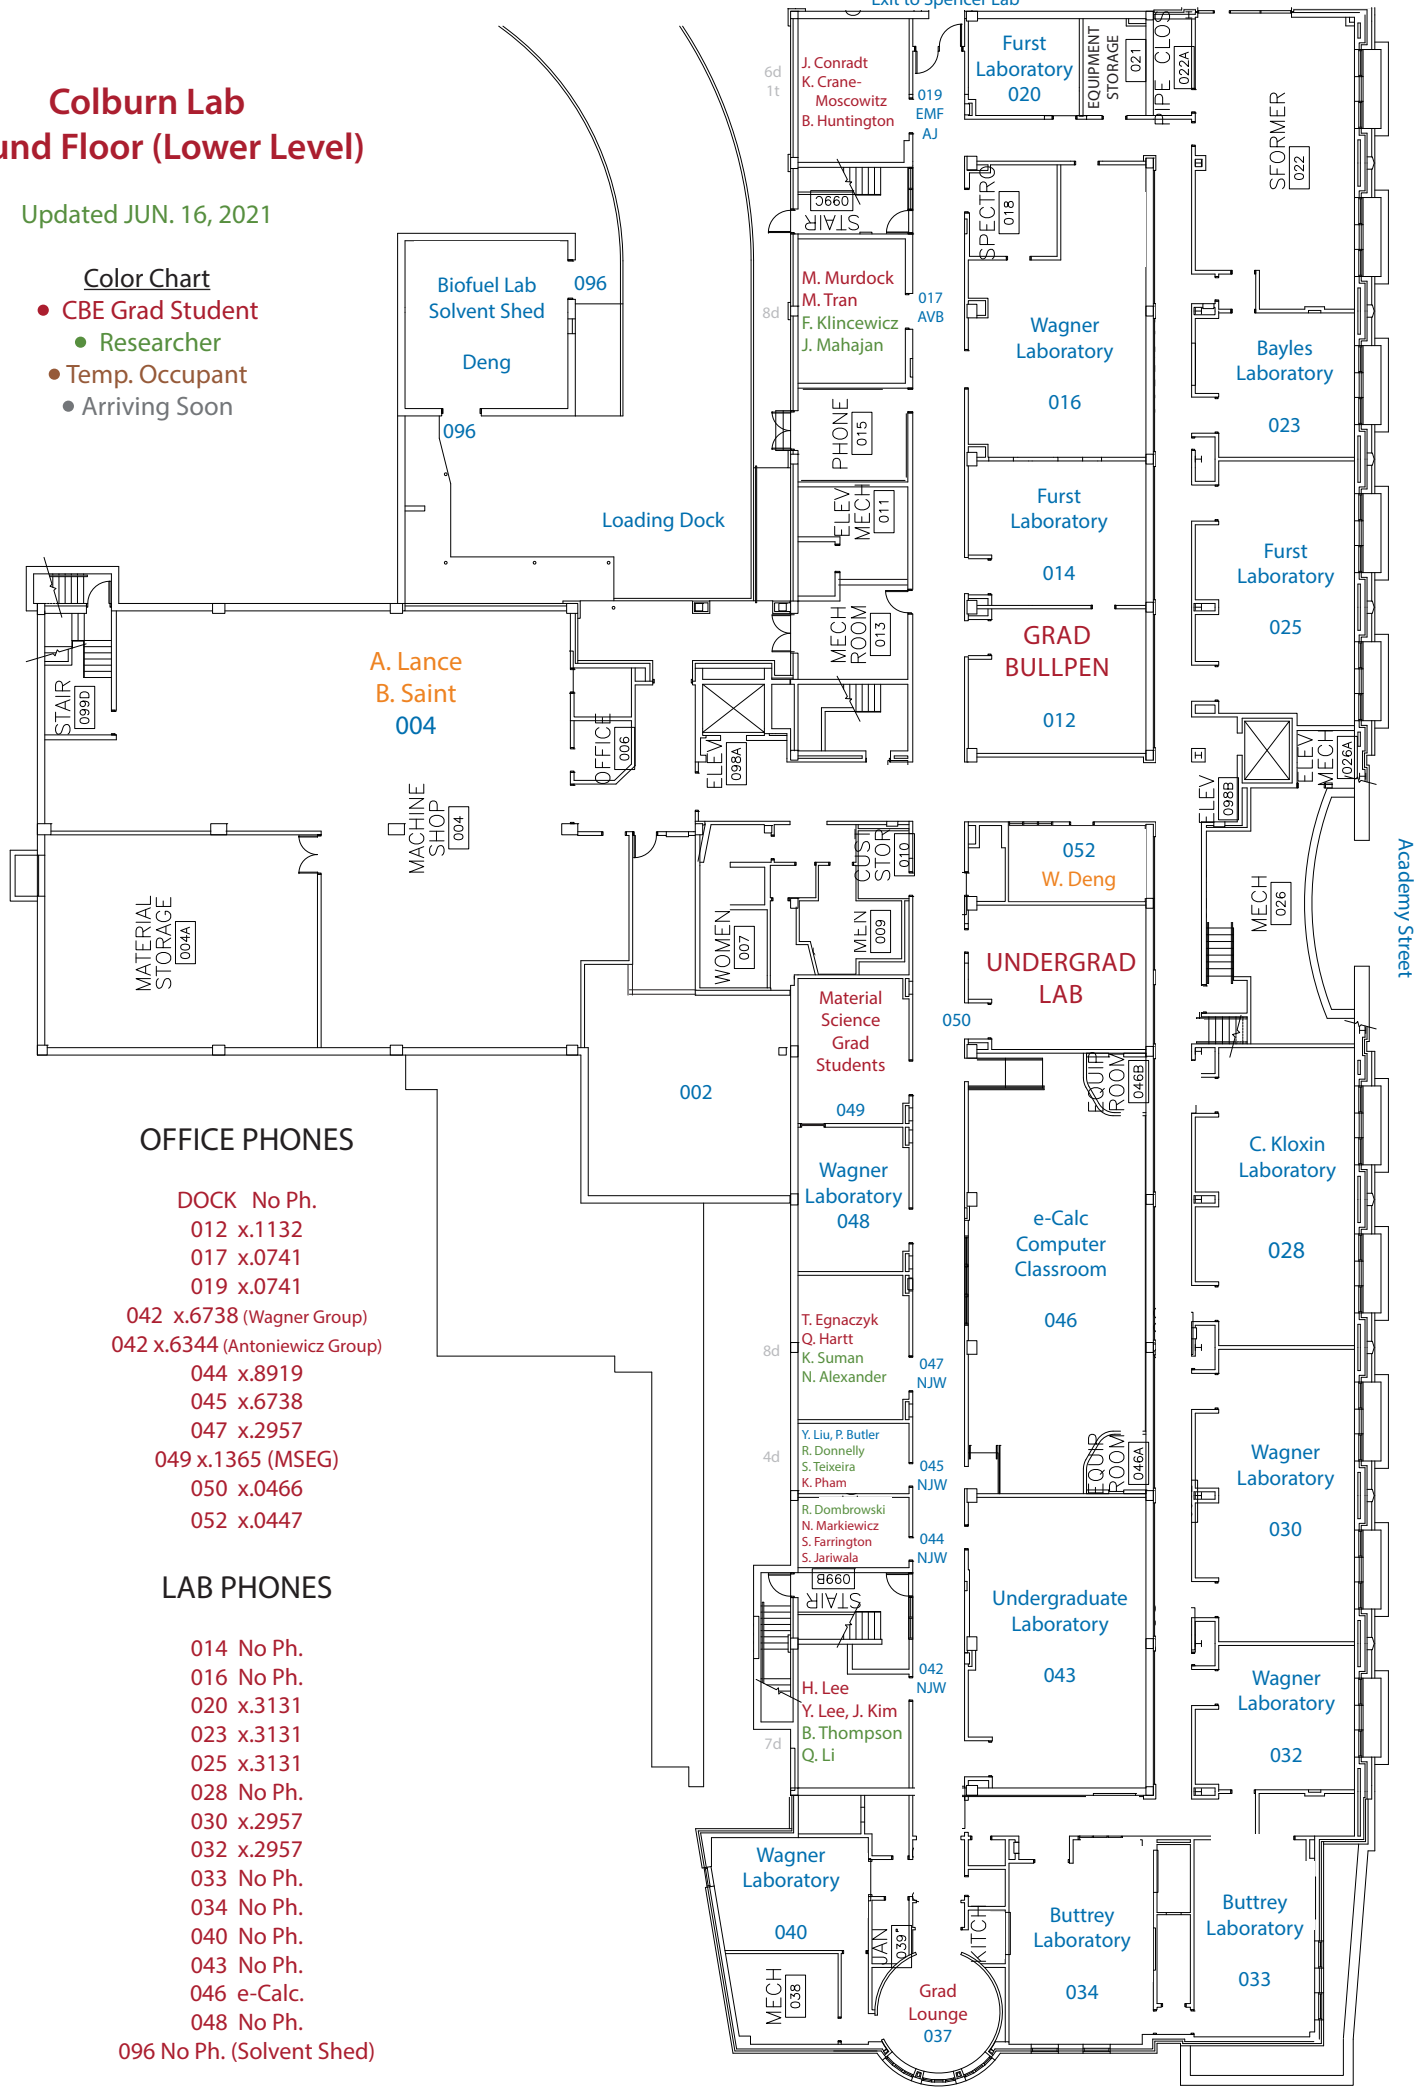 Exit to Spencer Lab
Colburn Lab
und Floor (Lower Level)
Updated JUN. 16, 2021
Color Chart
• CBE Grad Student
• Researcher
• Temp. Occupant
• Arriving Soon
Biofuel Lab
Solvent Shed
Deng
096
096
Loading Dock
6d
1t
J. Conradt
K. Crane-
Moscowitz
B. Huntington
019
EMF
AJ
Furst
Laboratory
020
EQUIPMENT
STORAGE
021
PIPE CLOS
022A
SFORMER
022
STAIR
099C
SPECTRO
018
8d
M. Murdock
M. Tran
F. Klincewicz
J. Mahajan
017
AVB
Wagner
Laboratory
016
Bayles
Laboratory
023
PHONE
015
ELEV
MECH
011
Furst
Laboratory
014
Furst
Laboratory
025
MECH
ROOM
013
GRAD
BULLPEN
012
STAIR
099D
A. Lance
B. Saint
004
OFFICE
006
ELEV
098A
ELEV
098B
ELEV
MECH
026A
MACHINE
SHOP
004
MATERIAL
STORAGE
004A
WOMEN
007
CUST
STOR
010
MEN
009
052
W. Deng
MECH
026
Academy Street
UNDERGRAD
LAB
050
Material
Science
Grad
Students
049
002
EQUIP
ROOM
046B
Wagner
Laboratory
048
C. Kloxin
Laboratory
028
e-Calc
Computer
Classroom
046
8d
T. Egnaczyk
Q. Hartt
K. Suman
N. Alexander
047
NJW
4d
Y. Liu, P. Butler
R. Donnelly
S. Teixeira
K. Pham
045
NJW
EQUIP
ROOM
046A
Wagner
Laboratory
030
R. Dombrowski
N. Markiewicz
S. Farrington
S. Jariwala
044
NJW
STAIR
099B
Undergraduate
Laboratory
043
7d
H. Lee
Y. Lee, J. Kim
B. Thompson
Q. Li
042
NJW
Wagner
Laboratory
032
Wagner
Laboratory
040
MECH
038
JAN
039
KITCH
Grad
Lounge
037
Buttrey
Laboratory
034
Buttrey
Laboratory
033
OFFICE PHONES
DOCK No Ph.
012 x.1132
017 x.0741
019 x.0741
042 x.6738 (Wagner Group)
042 x.6344 (Antoniewicz Group)
044 x.8919
045 x.6738
047 x.2957
049 x.1365 (MSEG)
050 x.0466
052 x.0447
LAB PHONES
014 No Ph.
016 No Ph.
020 x.3131
023 x.3131
025 x.3131
028 No Ph.
030 x.2957
032 x.2957
033 No Ph.
034 No Ph.
040 No Ph.
043 No Ph.
046 e-Calc.
048 No Ph.
096 No Ph. (Solvent Shed)